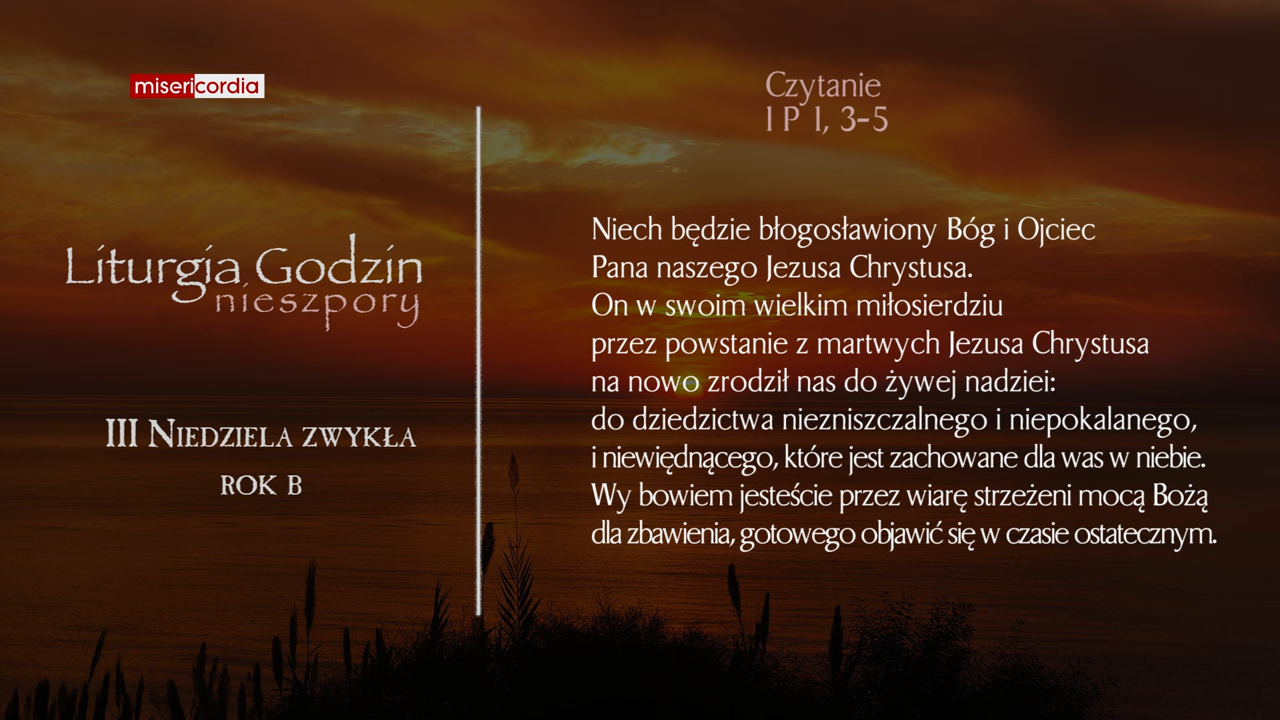 misericordia
Liturgia Godzin
nieszpory
III Niedziela zwykła
rok B
Czytanie
1 P 1, 3-5
Niech będzie błogosławiony Bóg i Ojciec
Pana naszego Jezusa Chrystusa.
On w swoim wielkim miłosierdziu
przez powstanie z martwych Jezusa Chrystusa
na nowo zrodził nas do żywej nadziei:
do dziedzictwa niezniszczalnego i niepokalanego,
i niewiędnącego, które jest zachowane dla was w niebie.
Wy bowiem jesteście przez wiarę strzeżeni mocą Bożą
dla zbawienia, gotowego objawić się w czasie ostatecznym.